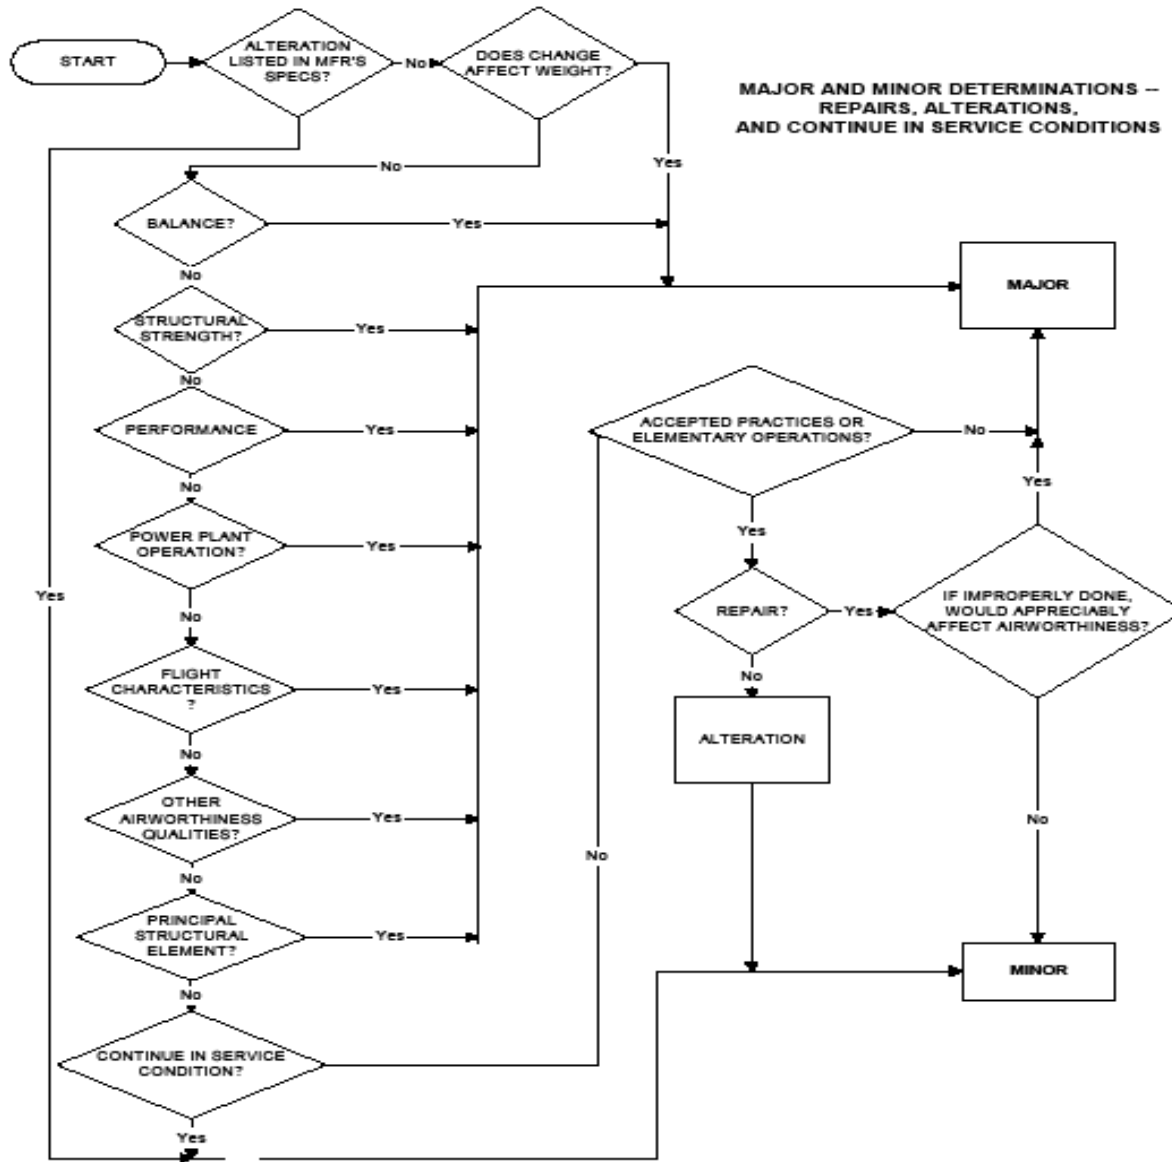 START
ALTERATION
LISTED IN MFR'S
SPECS?
No
DOES CHANGE
AFFECT WEIGHT?
MAJOR AND MINOR DETERMINATIONS --
REPAIRS, ALTERATIONS,
AND CONTINUE IN SERVICE CONDITIONS
Yes
No
BALANCE?
Yes
No
MAJOR
STRUCTURAL
STRENGTH?
Yes
No
PERFORMANCE
Yes
ACCEPTED PRACTICES OR
ELEMENTARY OPERATIONS?
No
Yes
No
POWER PLANT
OPERATION?
Yes
Yes
Yes
REPAIR?
Yes
IF IMPROPERLY DONE,
WOULD APPRECIABLY
AFFECT AIRWORTHINESS?
No
FLIGHT
CHARACTERISTICS
?
Yes
No
ALTERATION
No
OTHER
AIRWORTHINESS
QUALITIES?
Yes
No
No
No
PRINCIPAL
STRUCTURAL
ELEMENT?
Yes
No
MINOR
CONTINUE IN SERVICE
CONDITION?
Yes